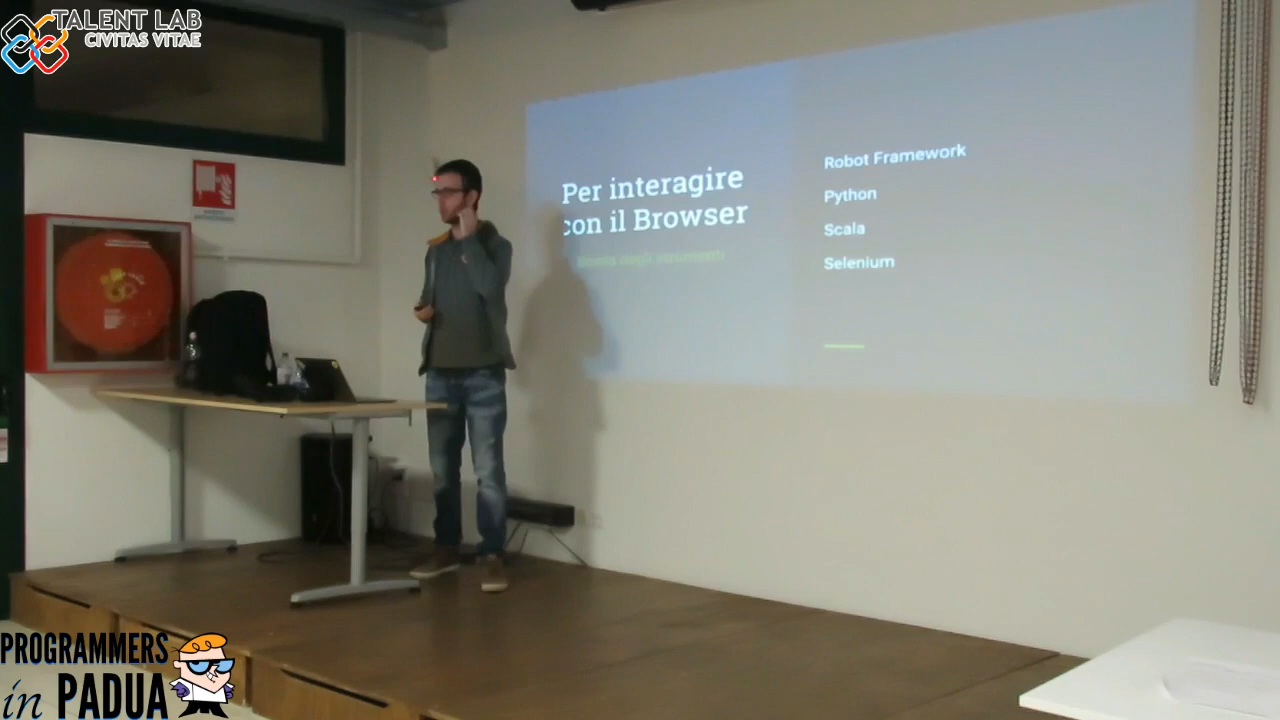 TALENT LAB
CIVITAS VITAE
Per interagire
con il Browser
Robot Framework
Python
Scala
Selenium
PROGRAMMERS
in PADUA